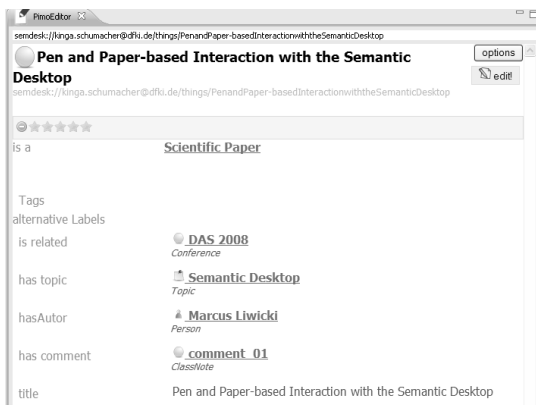 PimoEditor
semdesk://kinga.schumacher@dfki.de/things/PenandPaper-basedInteractionwiththeSemanticDesktop
Pen and Paper-based Interaction with the Semantic
Desktop
options
edit!
semdesk://kinga.schumacher@dfki.de/things/PenandPaper-basedInteractionwiththeSemanticDesktop
is a Scientific Paper
Tags
alternative Labels
is related DAS 2008
Conference
has topic Semantic Desktop
Topic
hasAutor Marcus Liwicki
Person
has comment comment_01
ClassNote
title Pen and Paper-based Interaction with the Semantic Desktop